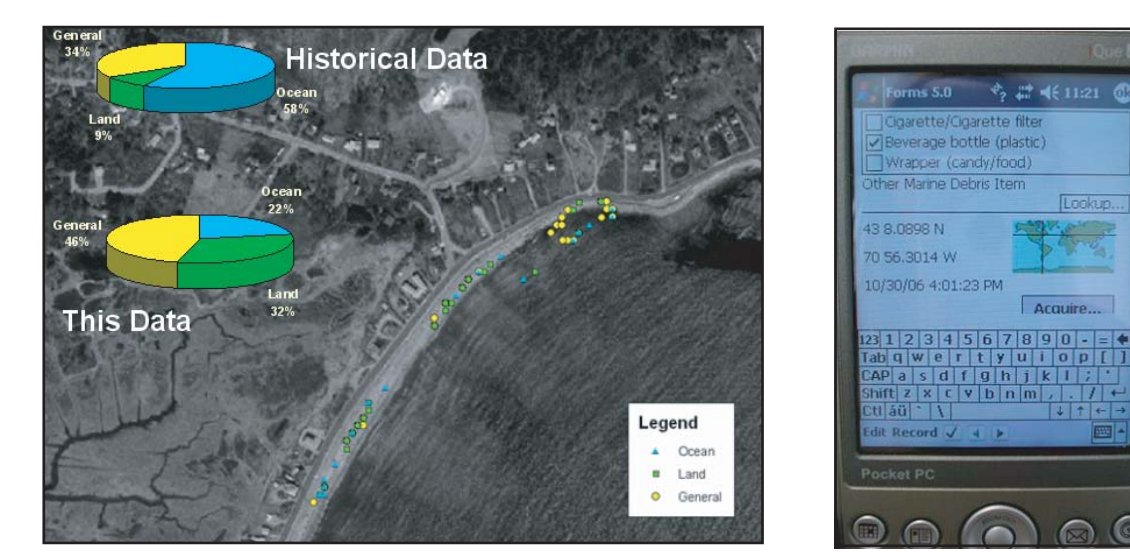 General
34%
Historical Data
Ocean
58%
Land
9%
Ocean
22%
General
46%
Land
32%
This Data
Legend
Ocean
Land
General
GARMIN
iQue
Forms 5.0
11:21
ok
Cigarette/Cigarette filter
Beverage bottle (plastic)
Wrapper (candy/food)
Other Marine Debris Item
Lookup...
43 8.0898 N
70 56.3014 W
10/30/06 4:01:23 PM
Acquire...
123 1 2 3 4 5 6 7 8 9 0 - =
Tab q w e r t y u i o p [ ]
CAP a s d f g h j k l ; '
Shift z x c v b n m , . /
Ctl áü ` \
Edit Record
Pocket PC